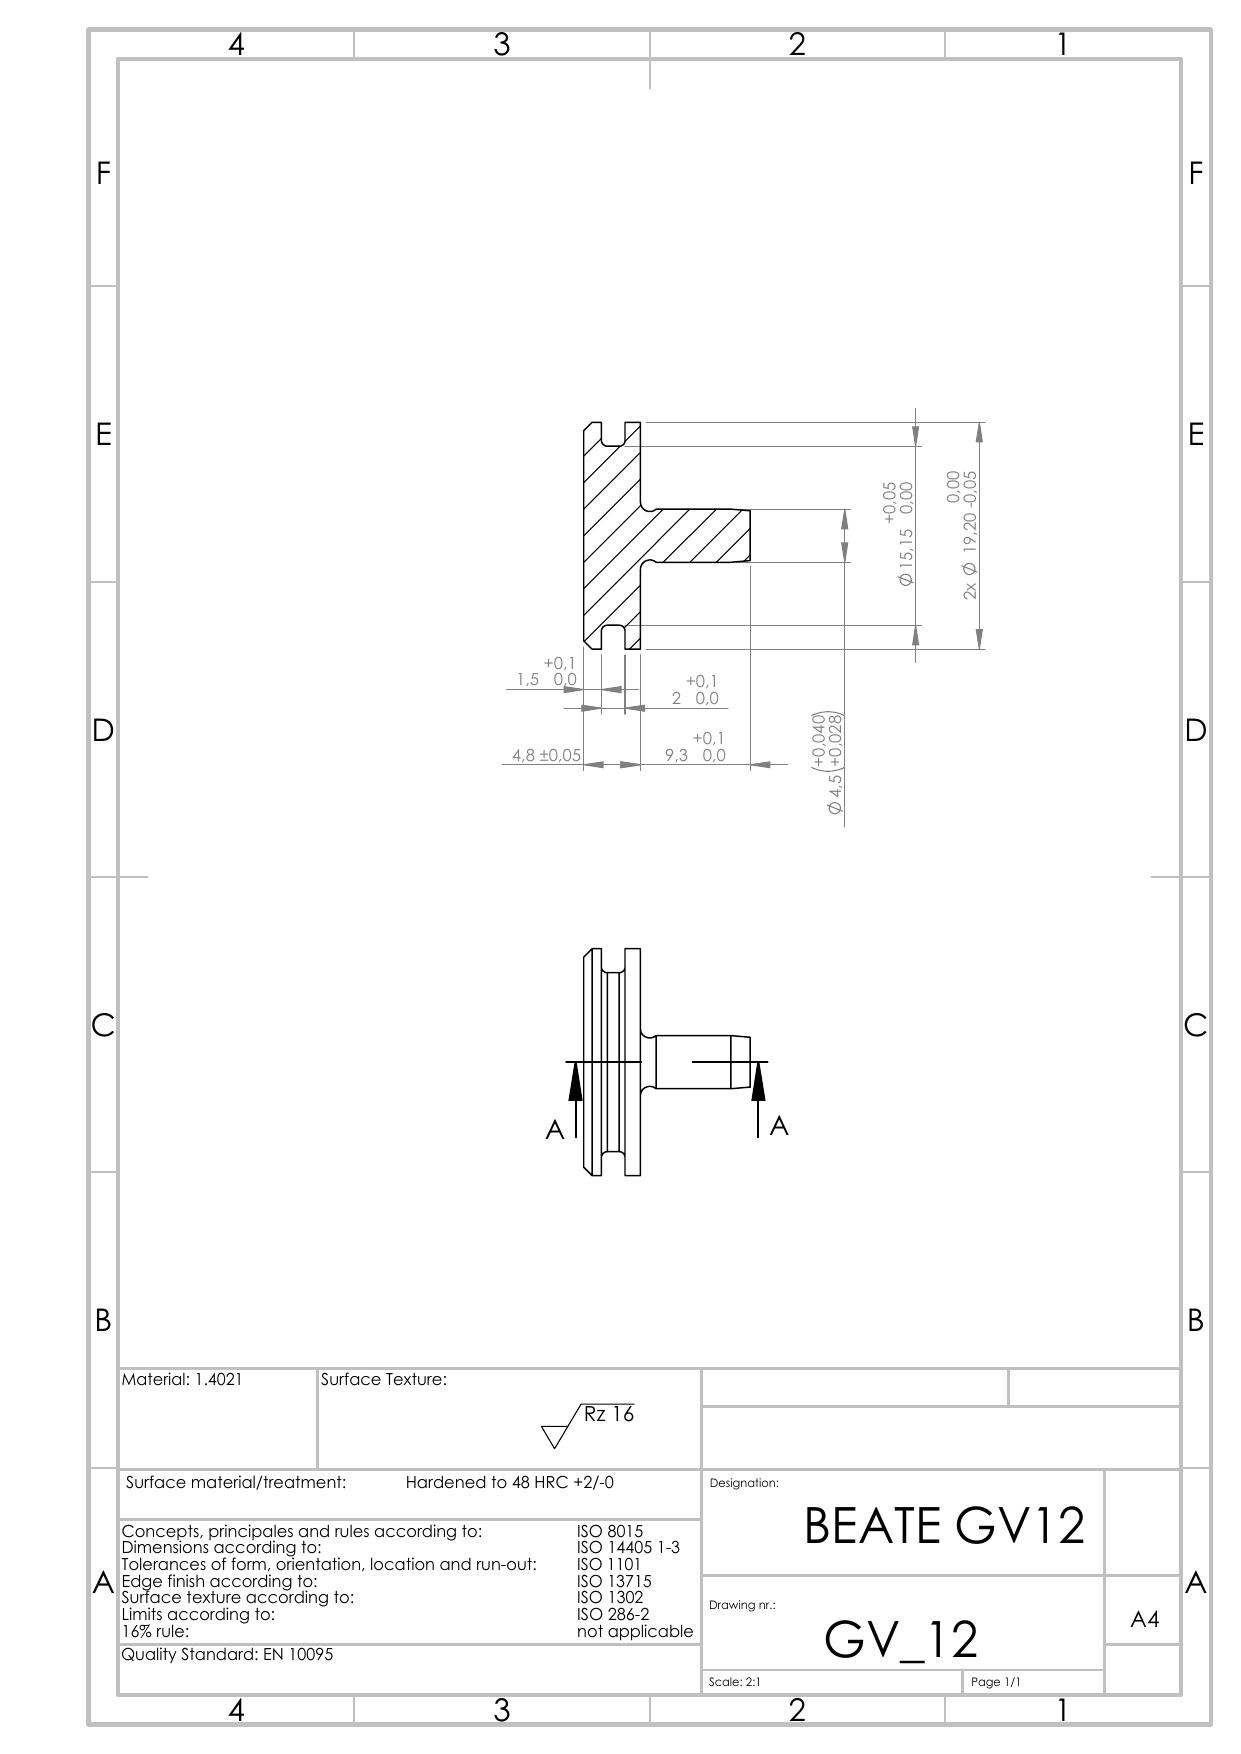 4 3 2 1
F F
E E
+0,05
Ø 15,15 0,00
0,00
2x Ø 19,20 -0,05
+0,1
1,5 0,0
+0,1
2 0,0
+0,1
4,8 ±0,05 9,3 0,0
(+0,040)
Ø 4,5 (+0,028)
D D
C C
A A
B B
Material: 1.4021 Surface Texture:
Rz 16
Surface material/treatment: Hardened to 48 HRC +2/-0
Concepts, principales and rules according to: ISO 8015
Dimensions according to: ISO 14405 1-3
Tolerances of form, orientation, location and run-out: ISO 1101
Edge finish according to: ISO 13715
Surface texture according to: ISO 1302
Limits according to: ISO 286-2
16% rule: not applicable
Quality Standard: EN 10095
Designation:
BEATE GV12
Drawing nr.:
GV_12
A4
Scale: 2:1 Page 1/1
A A
4 3 2 1